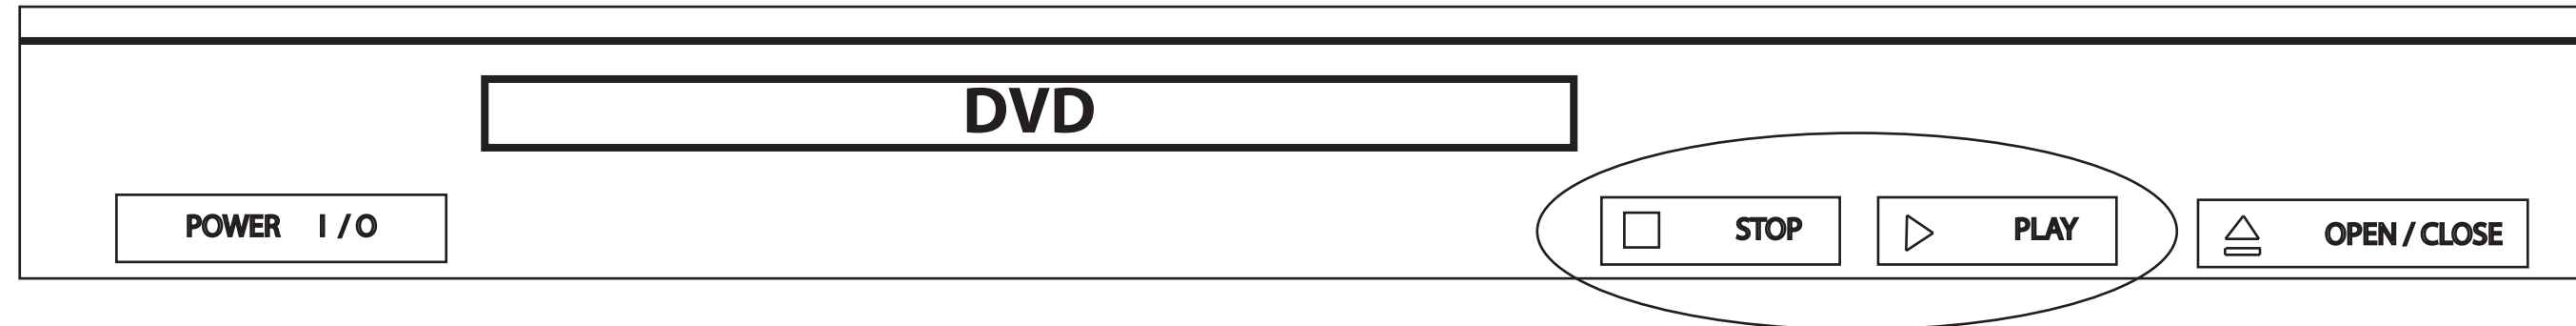 DVD
POWER I / O
STOP
PLAY
OPEN / CLOSE